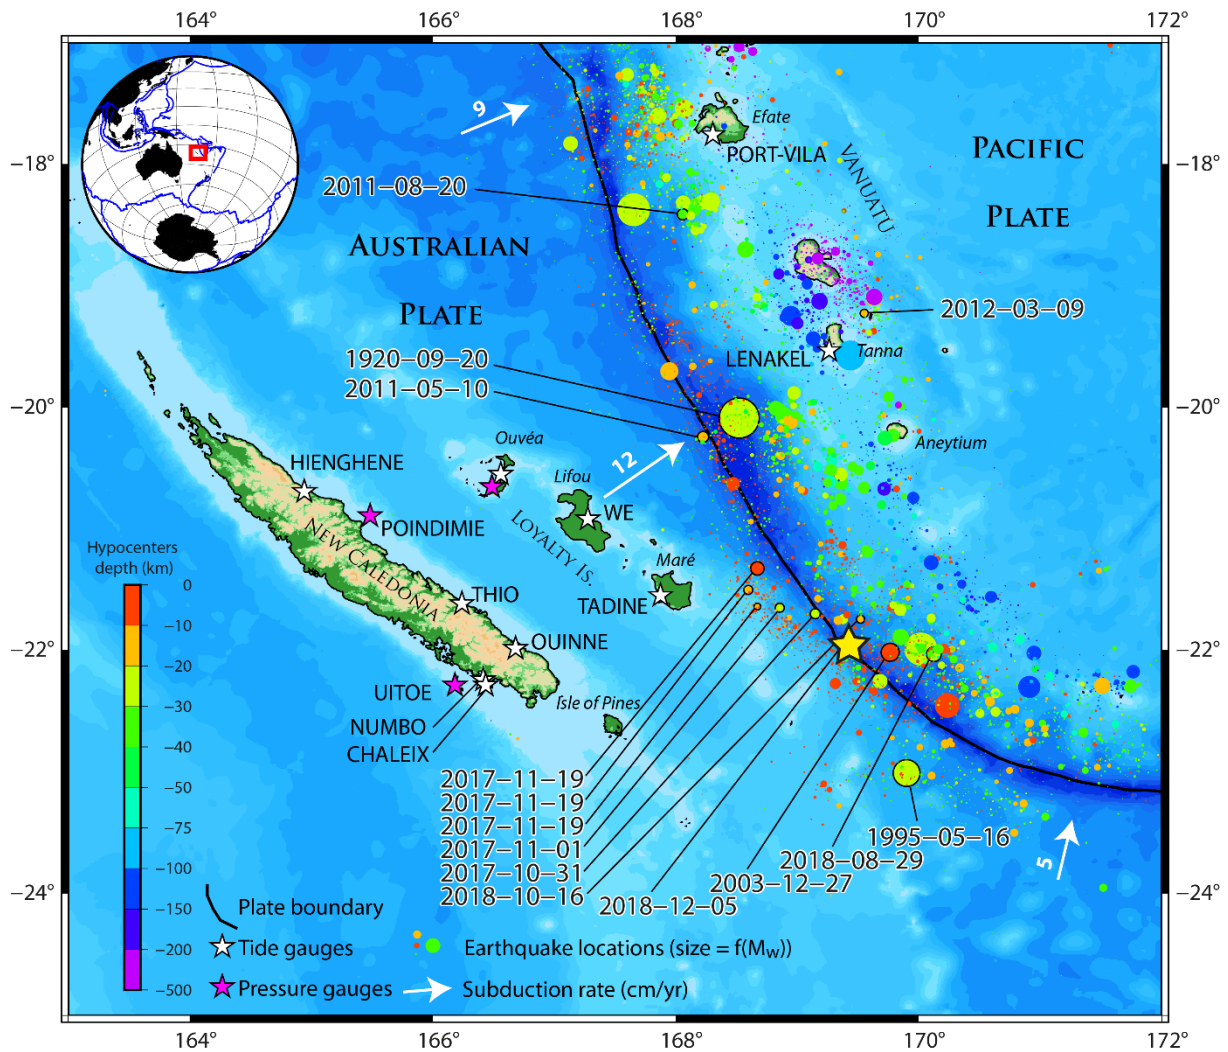 164° 166° 168° 170° 172°
−18° −18°
−20° −20°
−22° −22°
−24° −24°
164° 166° 168° 170° 172°
9
Efate
PORT-VILA
VANUATU
PACIFIC
PLATE
2011−08−20
AUSTRALIAN
PLATE
2012−03−09
LENAKEL
Tanna
1920−09−20
2011−05−10
Aneytium
12
Ouvéa
Lifou
WE
LOYALTY IS.
Maré
TADINE
HIENGHENE
POINDIMIE
NEW CALEDONIA
THIO
OUINNE
UITOE
NUMBO
CHALEIX
Isle of Pines
2017−11−19
2017−11−19
2017−11−19
2017−11−01
2017−10−31
2018−10−16
2018−12−05
2003−12−27
2018−08−29
1995−05−16
5
Hypocenters
depth (km)
0
−10
−20
−30
−40
−50
−75
−100
−150
−200
−500
Plate boundary
Tide gauges
Pressure gauges
Earthquake locations (size = f(Mw))
Subduction rate (cm/yr)